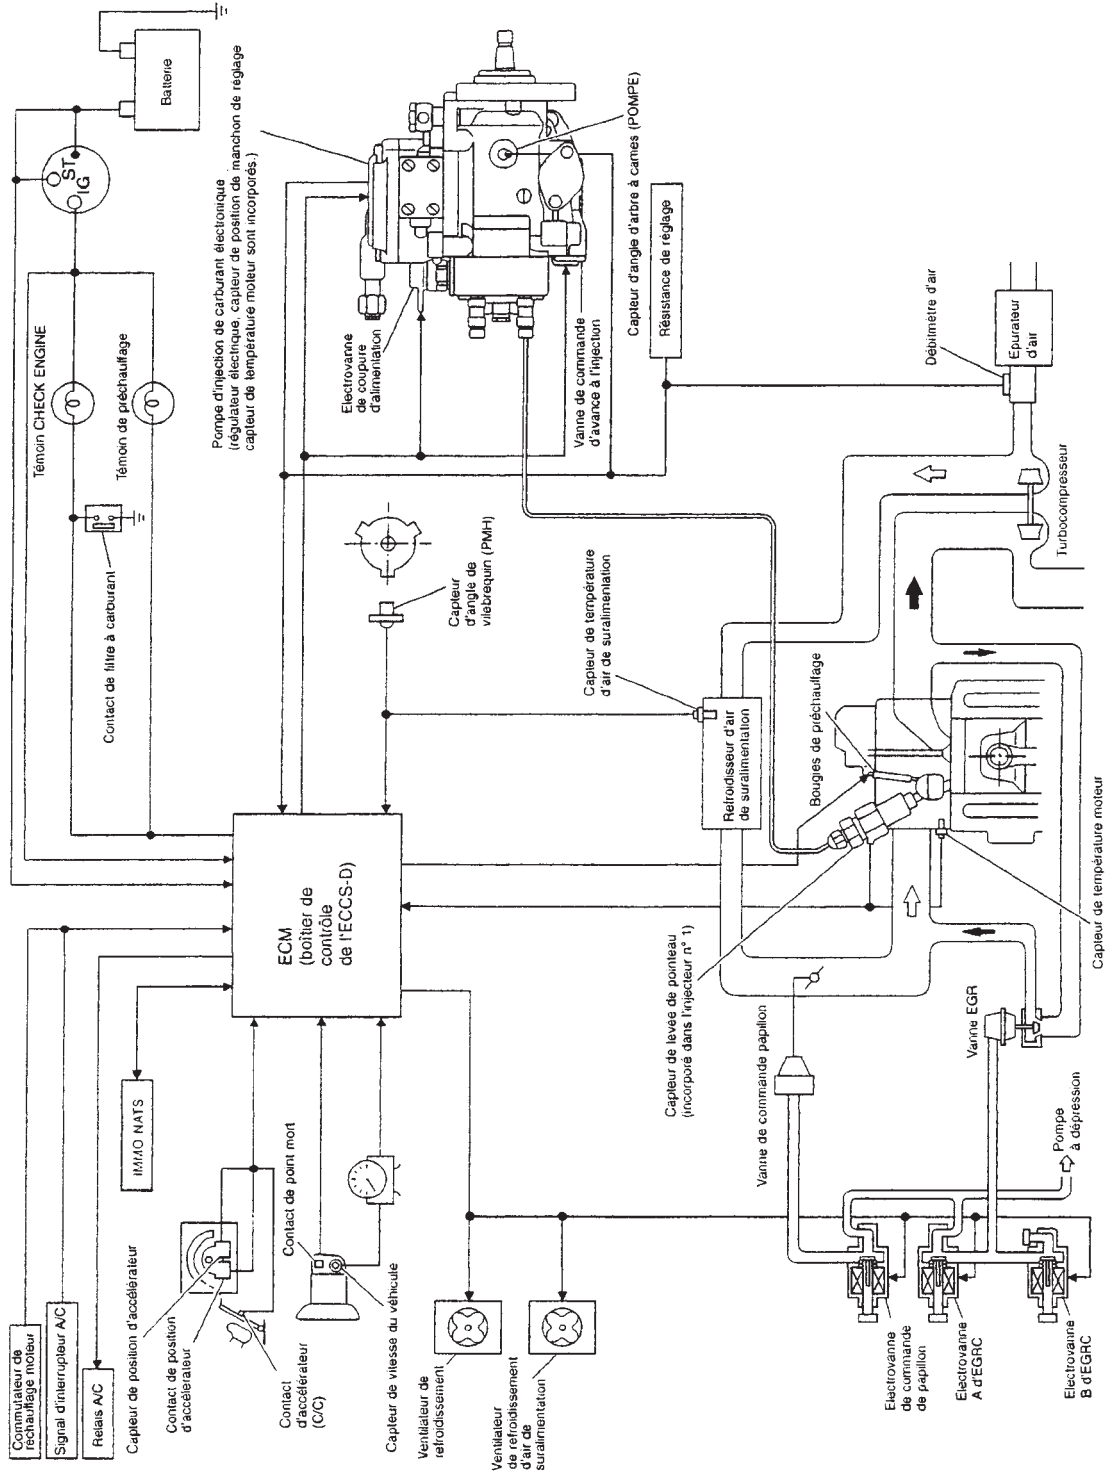 Batterie
ST
IG
Témoin CHECK ENGINE
Témoin de préchauffage
Contact de filtre à carburant
Pompe d'injection de carburant électronique
(régulateur électrique, capteur de position de manchon de réglage
capteur de température moteur sont incorporés.)
Electrovanne
de coupure
d'alimentation
Vanne de commande
d'avance à l'injection
Capteur d'angle d'arbre à cames (POMPE)
Résistance de réglage
Débitmètre d'air
Epurateur
d'air
Turbocompresseur
Capteur
d'angle de
vilebrequin (PMH)
Capteur de température
d'air de suralimentation
Refroidisseur d'air
de suralimentation
Bougies de préchauffage
Capteur de température moteur
ECM
(boîtier de
contrôle
de l'ECCS-D)
Capteur de levée de pointeau
(incorporé dans l'injecteur n° 1)
Vanne de commande papillon
Vanne EGR
Pompe
à dépression
Commutateur de
réchauffage moteur
Signal d'interrupteur A/C
Relais A/C
IMMO NATS
Capteur de position d'accélérateur
Contact de position
d'accélérateur
Contact
d'accélérateur
(C/C)
Contact de point mort
Capteur de vitesse du véhicule
Ventilateur de
refroidissement
Ventilateur
de refroidissement
d'air de
suralimentation
Electrovanne
de commande
de papillon
Electrovanne
A d'EGRC
Electrovanne
B d'EGRC